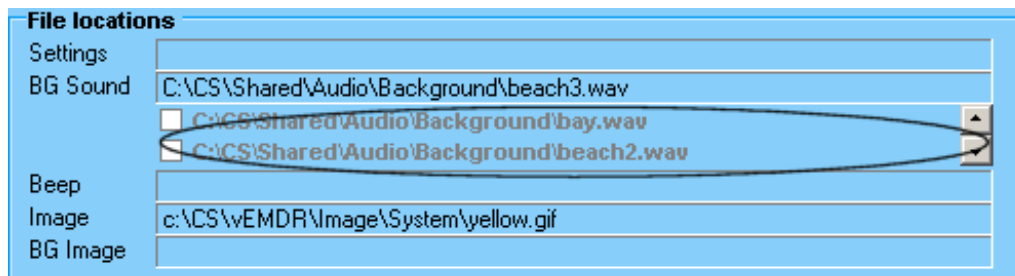 File locations
Settings
BG Sound C:\CS\Shared\Audio\Background\beach3.wav
C:\CS\Shared\Audio\Background\bay.wav
C:\CS\Shared\Audio\Background\beach2.wav
Beep
Image c:\CS\vEMDR\Image\System\yellow.gif
BG Image